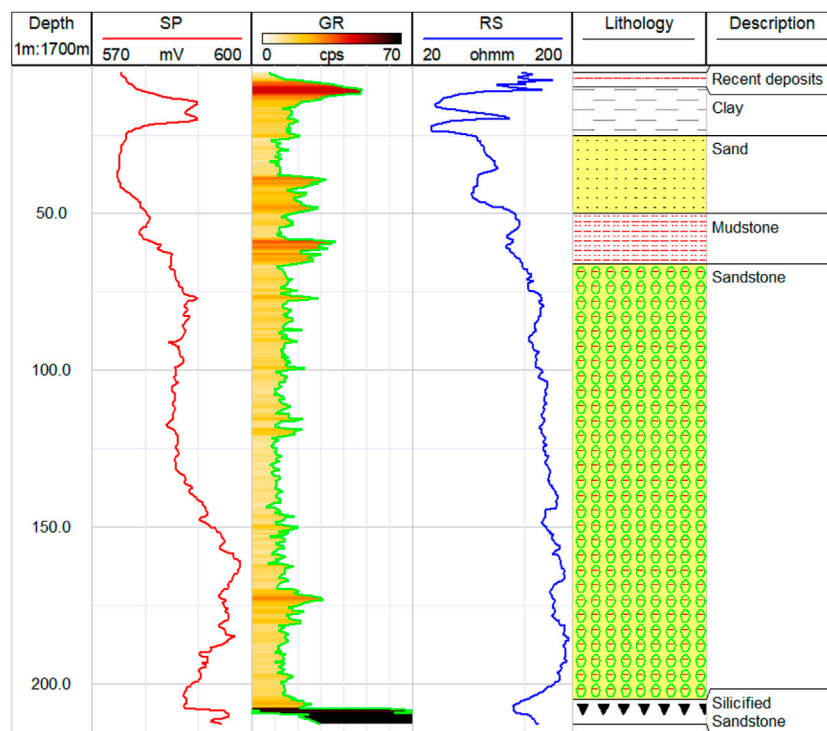 Depth
1m:1700m
SP
570 mV 600
GR
0 cps 70
RS
20 ohmm 200
Lithology
Description
Recent deposits
Clay
Sand
50.0
Mudstone
Sandstone
100.0
150.0
200.0
Silicified
Sandstone